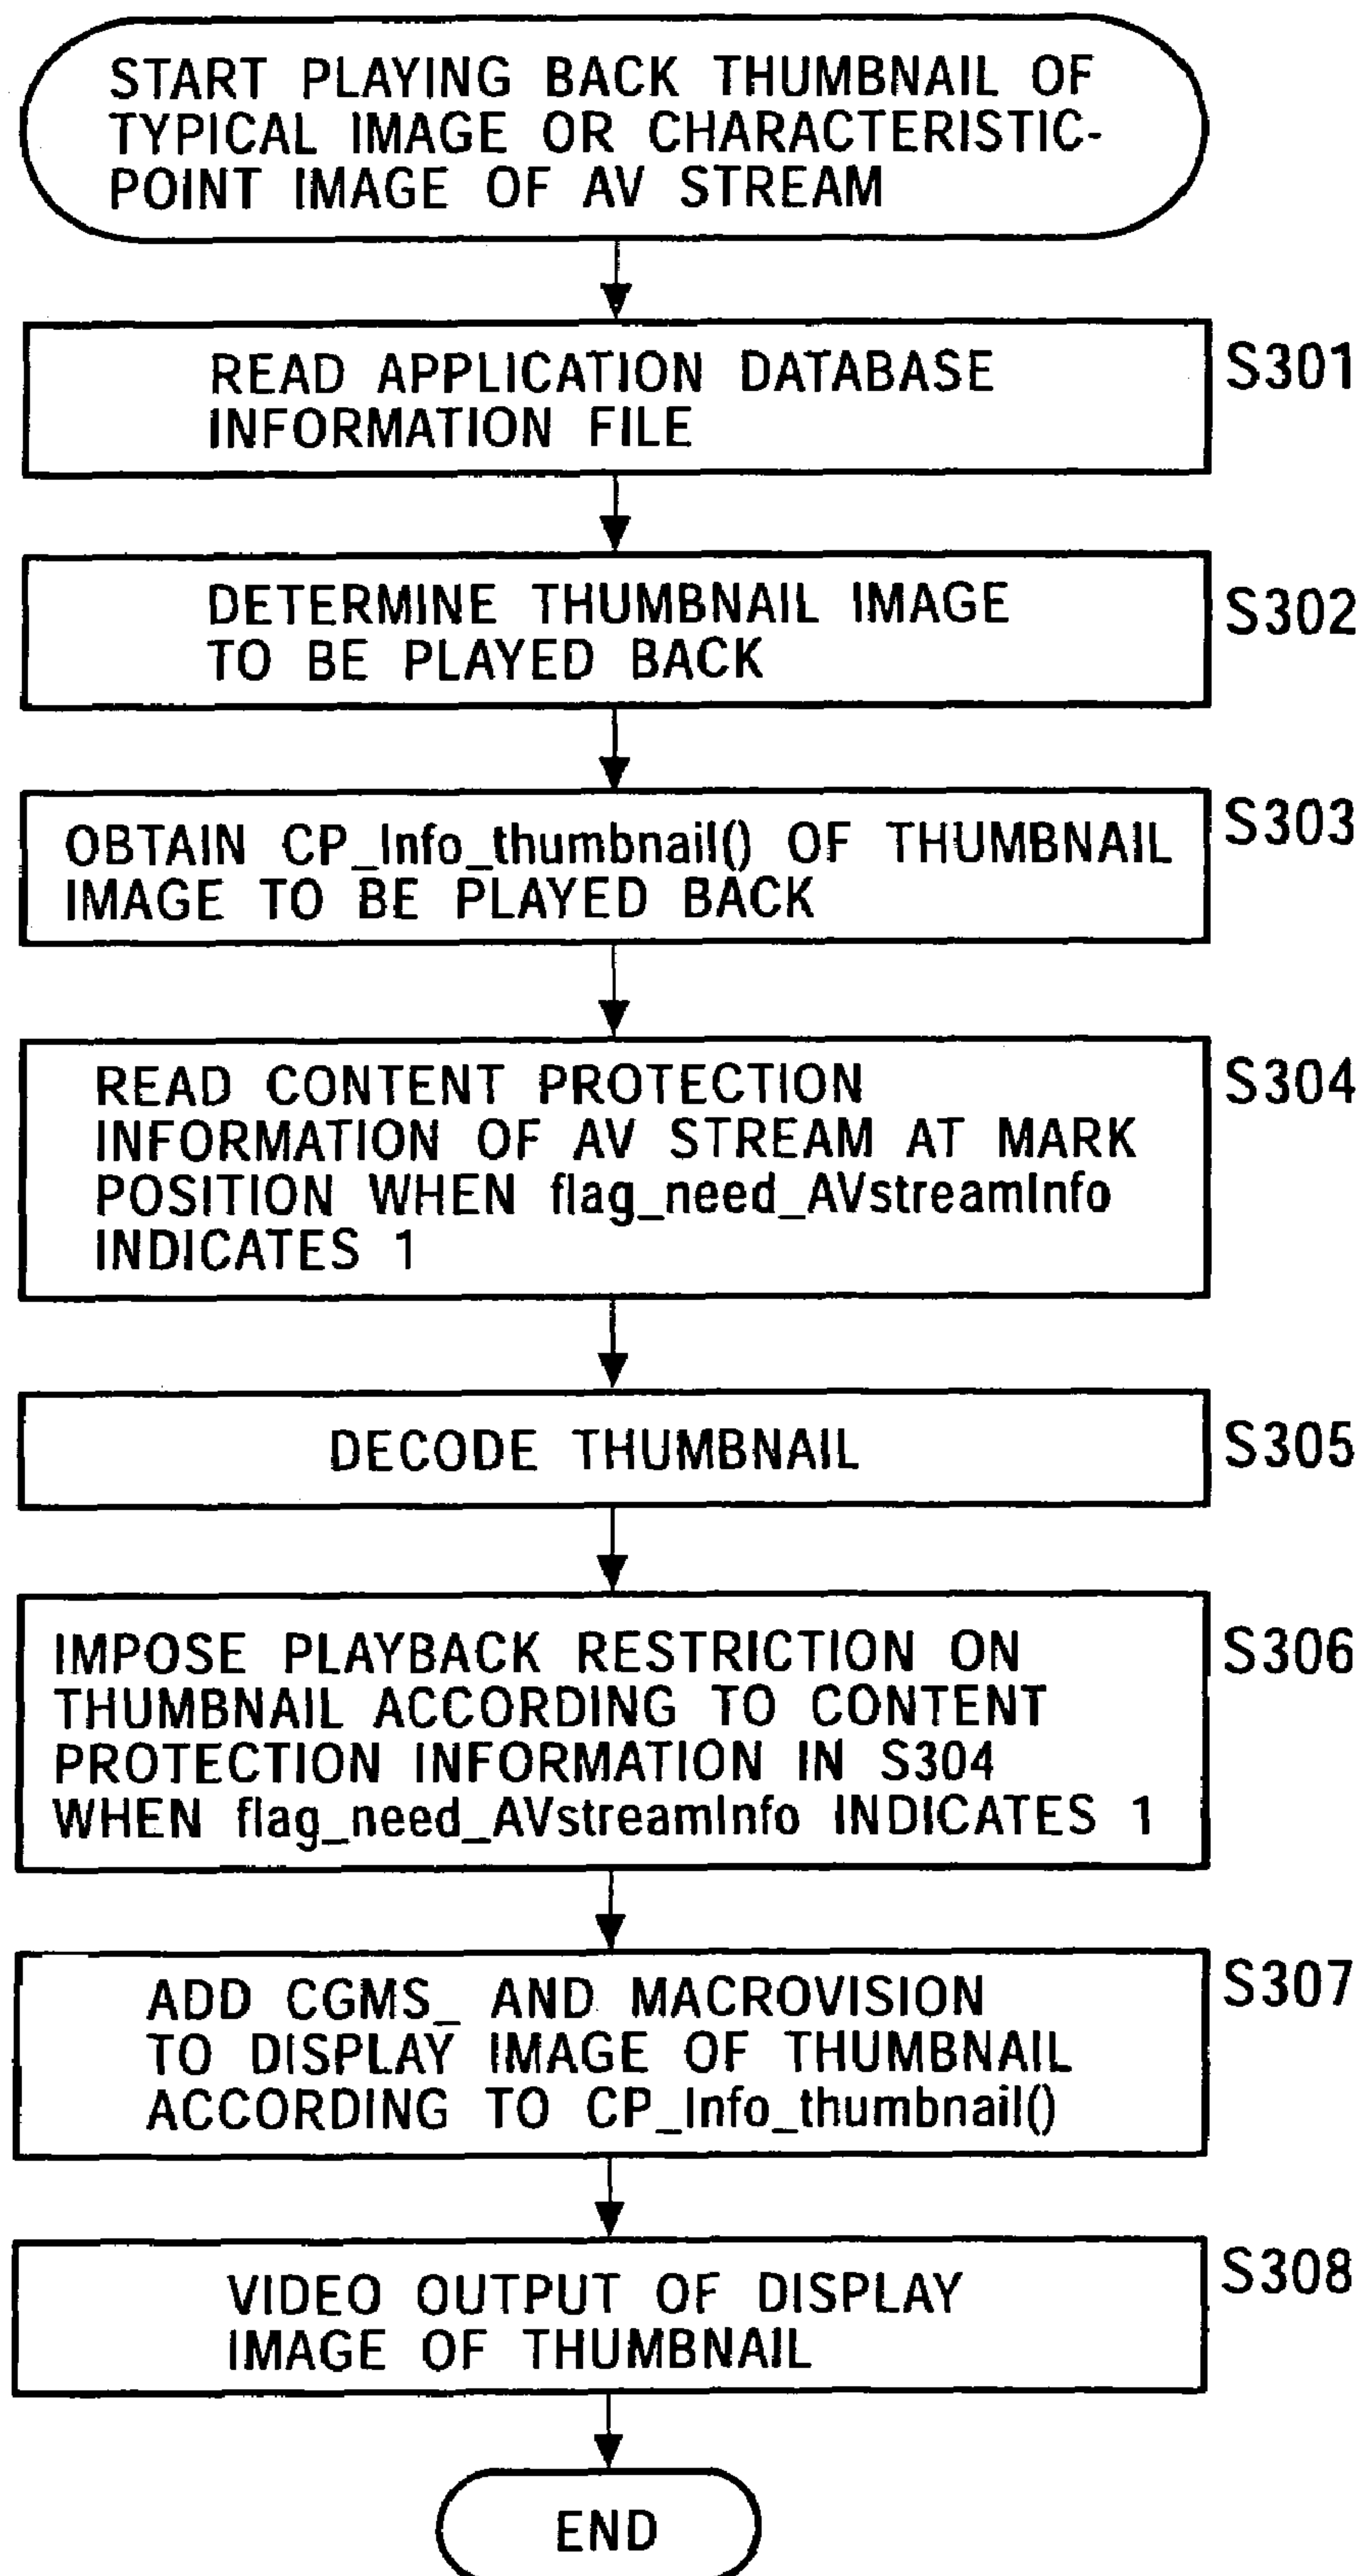 START PLAYING BACK THUMBNAIL OF
TYPICAL IMAGE OR CHARACTERISTIC-
POINT IMAGE OF AV STREAM
READ APPLICATION DATABASE
INFORMATION FILE
S301
DETERMINE THUMBNAIL IMAGE
TO BE PLAYED BACK
S302
OBTAIN CP_Info_thumbnail() OF THUMBNAIL
IMAGE TO BE PLAYED BACK
S303
READ CONTENT PROTECTION
INFORMATION OF AV STREAM AT MARK
POSITION WHEN flag_need_AVstreamInfo
INDICATES 1
S304
DECODE THUMBNAIL
S305
IMPOSE PLAYBACK RESTRICTION ON
THUMBNAIL ACCORDING TO CONTENT
PROTECTION INFORMATION IN S304
WHEN flag_need_AVstreamInfo INDICATES 1
S306
ADD CGMS_ AND MACROVISION
TO DISPLAY IMAGE OF THUMBNAIL
ACCORDING TO CP_Info_thumbnail()
S307
VIDEO OUTPUT OF DISPLAY
IMAGE OF THUMBNAIL
S308
END